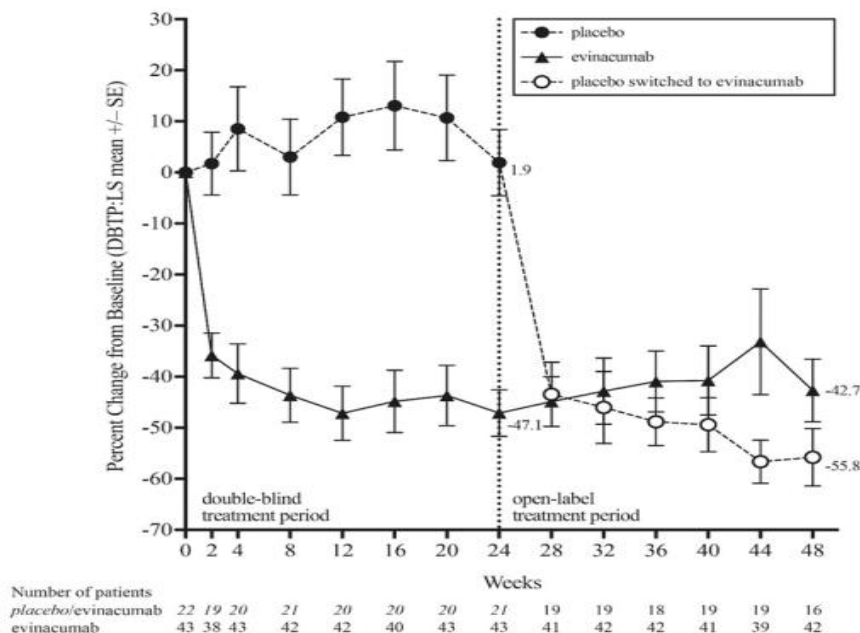 Percent Change from Baseline (DBTP:LS mean +/− SE)
30
20
10
0
-10
-20
-30
-40
-50
-60
-70
placebo
evinacumab
placebo switched to evinacumab
1.9
-47.1
-42.7
-55.8
double-blind
treatment period
open-label
treatment period
0 2 4 8 12 16 20 24 28 32 36 40 44 48
Weeks
Number of patients
placebo/evinacumab 22 19 20 21 20 20 20 21 19 19 18 19 19 16
evinacumab 43 38 43 42 42 40 43 43 41 42 42 41 39 42